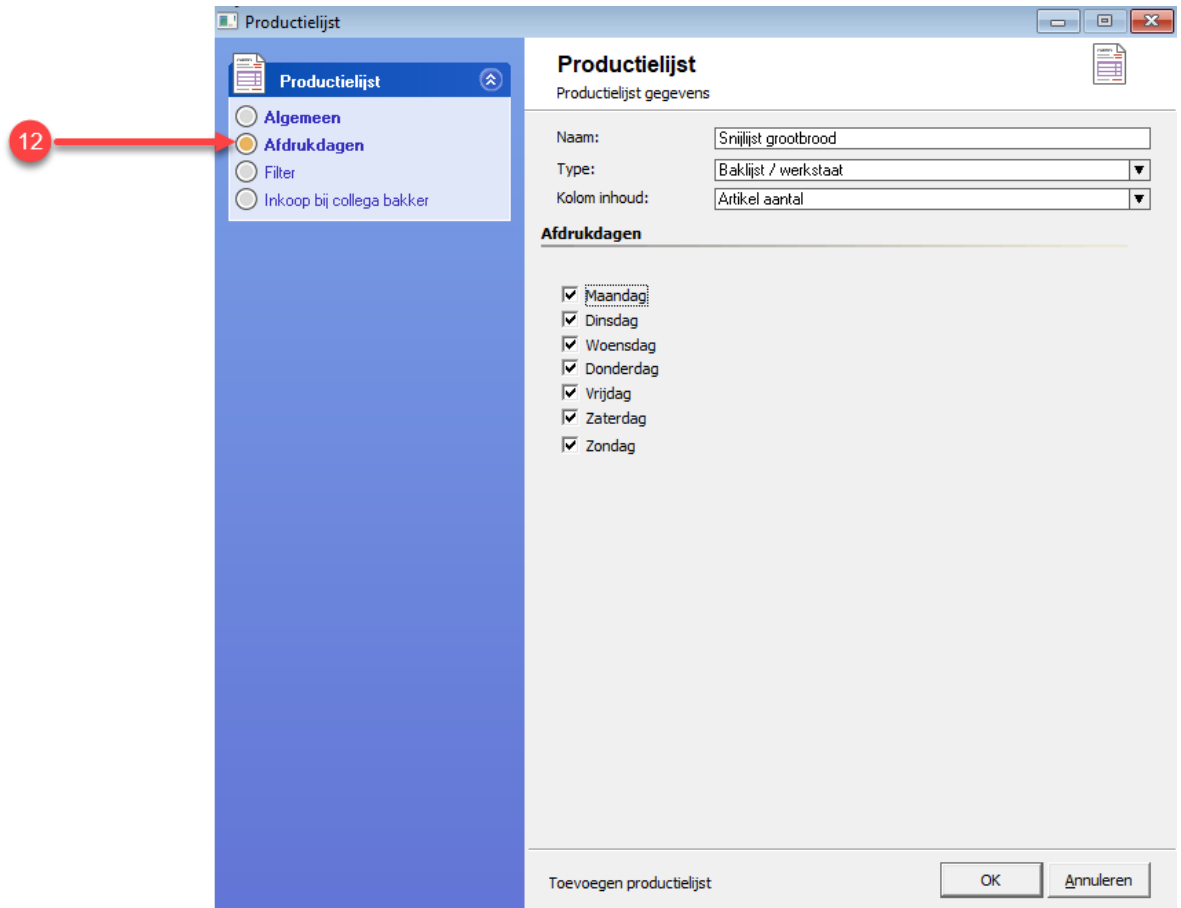 Productielijst
Productielijst
Algemeen
12
Afdrukdagen
Filter
Inkoop bij collega bakker
Productielijst
Productielijst gegevens
Naam: Snijlijst grootbrood
Type: Baklijst / werkstaat
Kolom inhoud: Artikel aantal
Afdrukdagen
Maandag
Dinsdag
Woensdag
Donderdag
Vrijdag
Zaterdag
Zondag
Toevoegen productielijst OK Annuleren